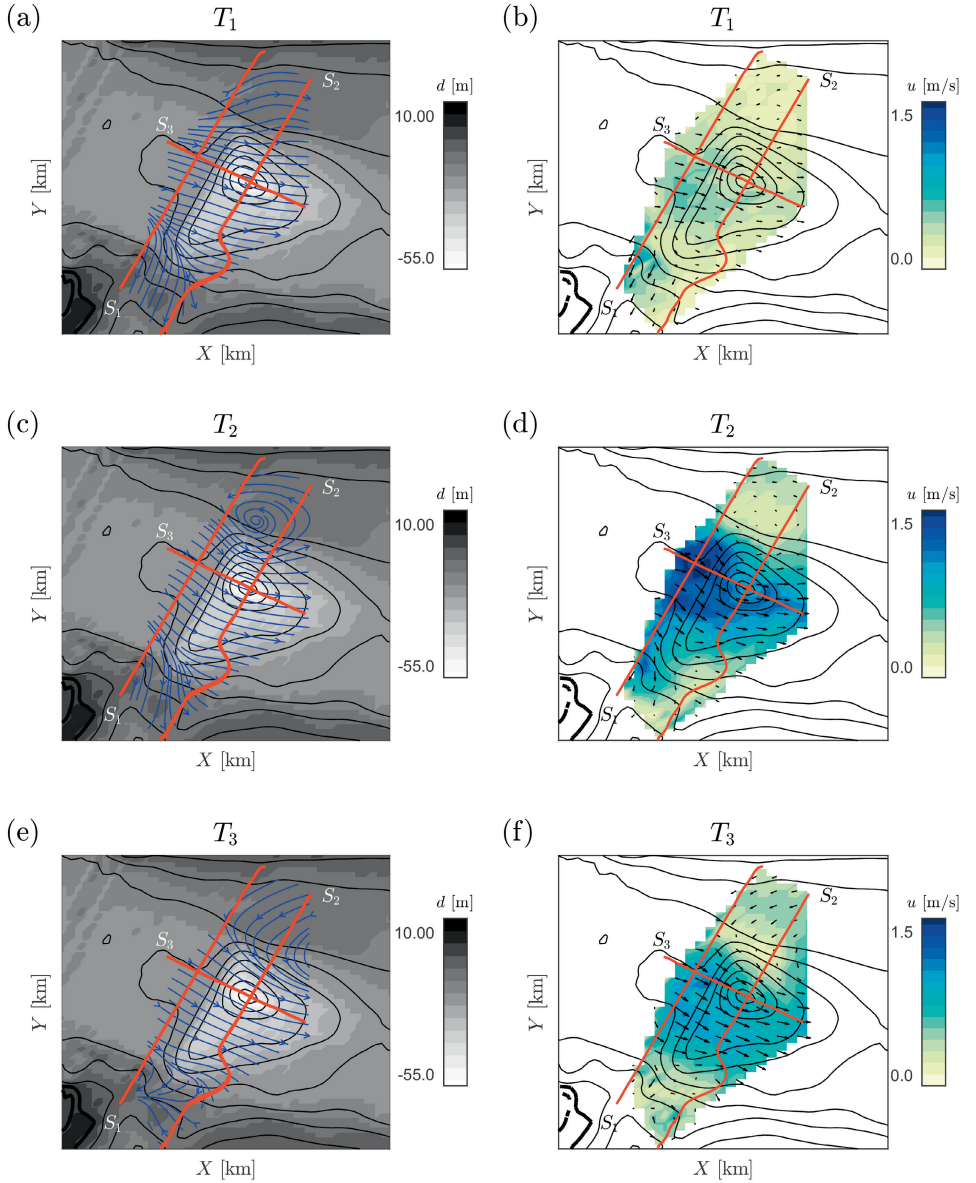 (a) T₁ (b) T₁
S₂ d [m] S₂ u [m/s]
10.00 1.5
S₃ S₃
Y [km] Y [km]
-55.0 0.0
S₁ S₁
X [km] X [km]
(c) T₂ (d) T₂
S₂ d [m] S₂ u [m/s]
10.00 1.5
S₃ S₃
Y [km] Y [km]
-55.0 0.0
S₁ S₁
X [km] X [km]
(e) T₃ (f) T₃
S₂ d [m] S₂ u [m/s]
10.00 1.5
S₃ S₃
Y [km] Y [km]
-55.0 0.0
S₁ S₁
X [km] X [km]